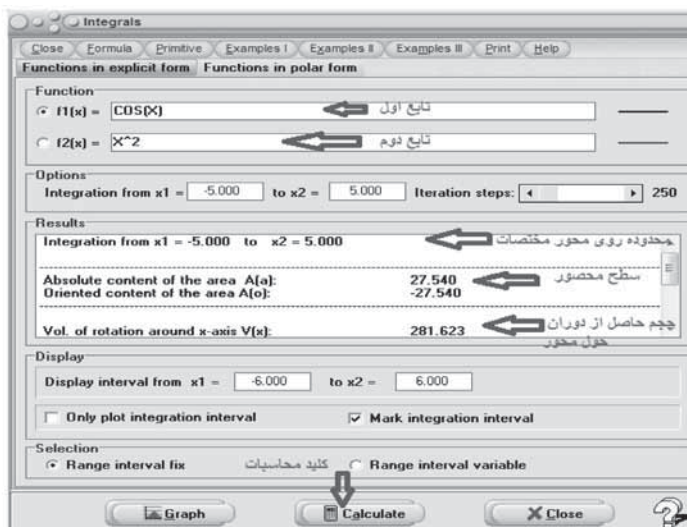 Integrals
Close Formula Primitive Examples I Examples II Examples III Print Help
Functions in explicit form Functions in polar form
Function
f1(x) = COS(X) تابع اول
f2(x) = X^2 تابع دوم
Options
Integration from x1 = -5.000 to x2 = 5.000 Iteration steps: 250
Results
Integration from x1 = -5.000 to x2 = 5.000 محدوده روی محور مختصات
Absolute content of the area A(a): 27.540 سطح محصور
Oriented content of the area A(o): -27.540
Vol. of rotation around x-axis V(x): 281.623 حجم حاصل از دوران
حول محور
Display
Display interval from x1 = -6.000 to x2 = 6.000
Only plot integration interval Mark integration interval
Selection
Range interval fix کلید محاسبات Range interval variable
Graph Calculate Close